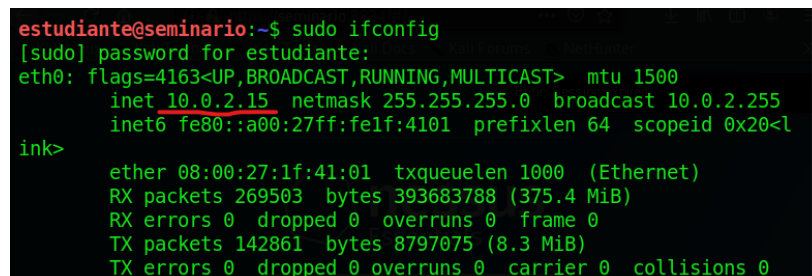 estudiante@seminario:~$ sudo ifconfig
[sudo] password for estudiante:
eth0: flags=4163<UP,BROADCAST,RUNNING,MULTICAST>  mtu 1500
        inet 10.0.2.15  netmask 255.255.255.0  broadcast 10.0.2.255
        inet6 fe80::a00:27ff:fe1f:4101  prefixlen 64  scopeid 0x20<l
ink>
        ether 08:00:27:1f:41:01  txqueuelen 1000  (Ethernet)
        RX packets 269503  bytes 393683788 (375.4 MiB)
        RX errors 0  dropped 0  overruns 0  frame 0
        TX packets 142861  bytes 8797075 (8.3 MiB)
        TX errors 0  dropped 0 overruns 0  carrier 0  collisions 0